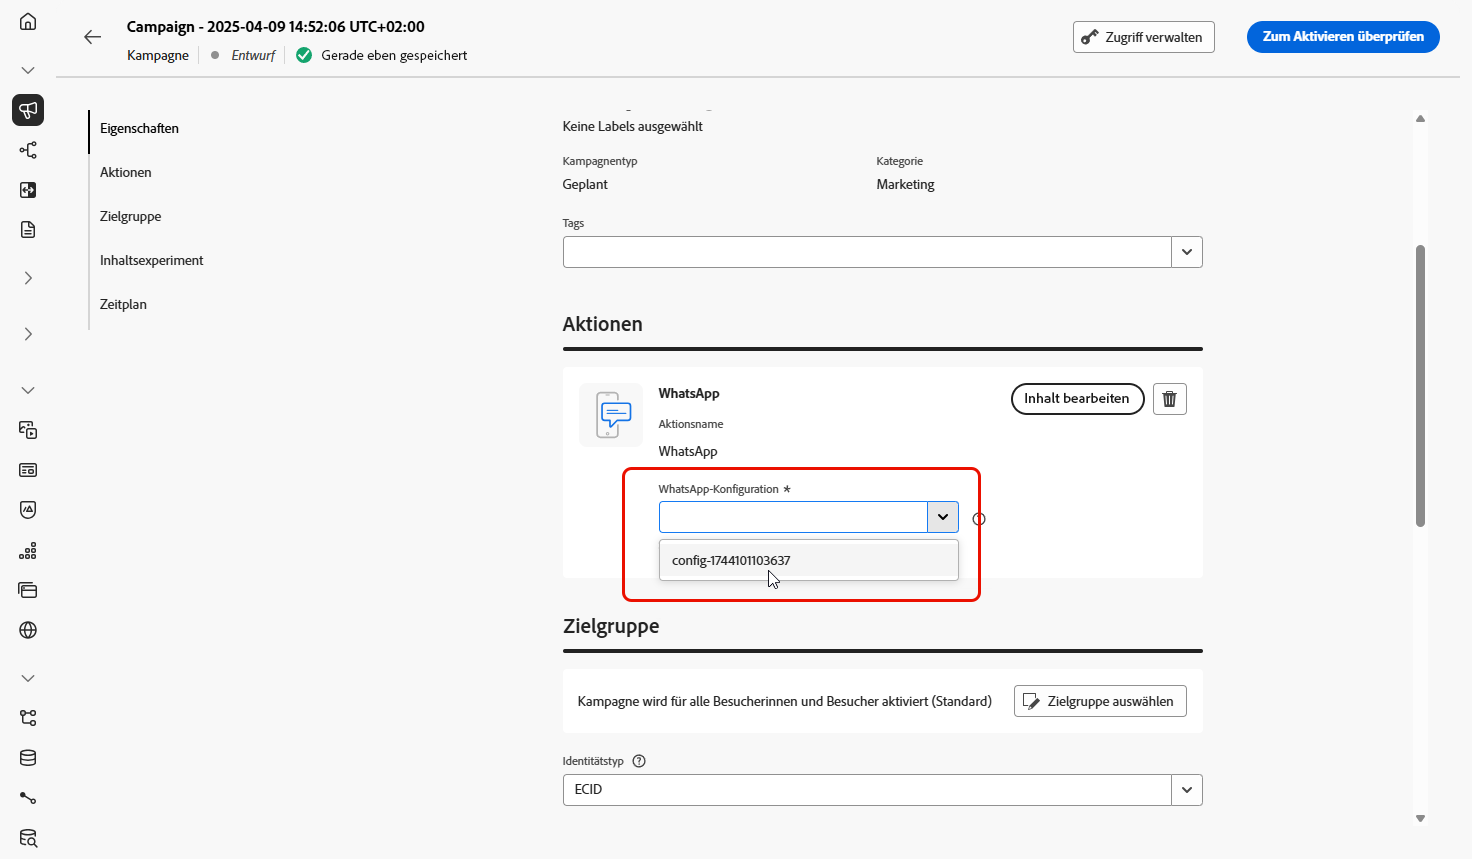 Campaign - 2025-04-09 14:52:06 UTC+02:00
Kampagne
Entwurf
Gerade eben gespeichert
Zugriff verwalten
Zum Aktivieren überprüfen
Eigenschaften
Aktionen
Zielgruppe
Inhaltsexperiment
Zeitplan
Keine Labels ausgewählt
Kampagnentyp
Kategorie
Geplant
Marketing
Tags
Aktionen
WhatsApp
Inhalt bearbeiten
Aktionsname
WhatsApp
WhatsApp-Konfiguration *
config-1744101103637
Zielgruppe
Kampagne wird für alle Besucherinnen und Besucher aktiviert (Standard)
Zielgruppe auswählen
Identitätstyp
ECID